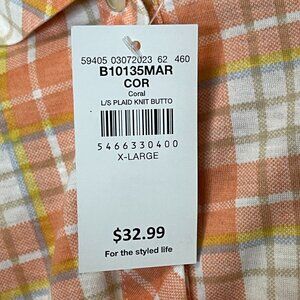 59405 03072023 62 460
B10135MAR
COR
Coral
L/S PLAID KNIT BUTTO
5466330400
X-LARGE
$32.99
For the styled life